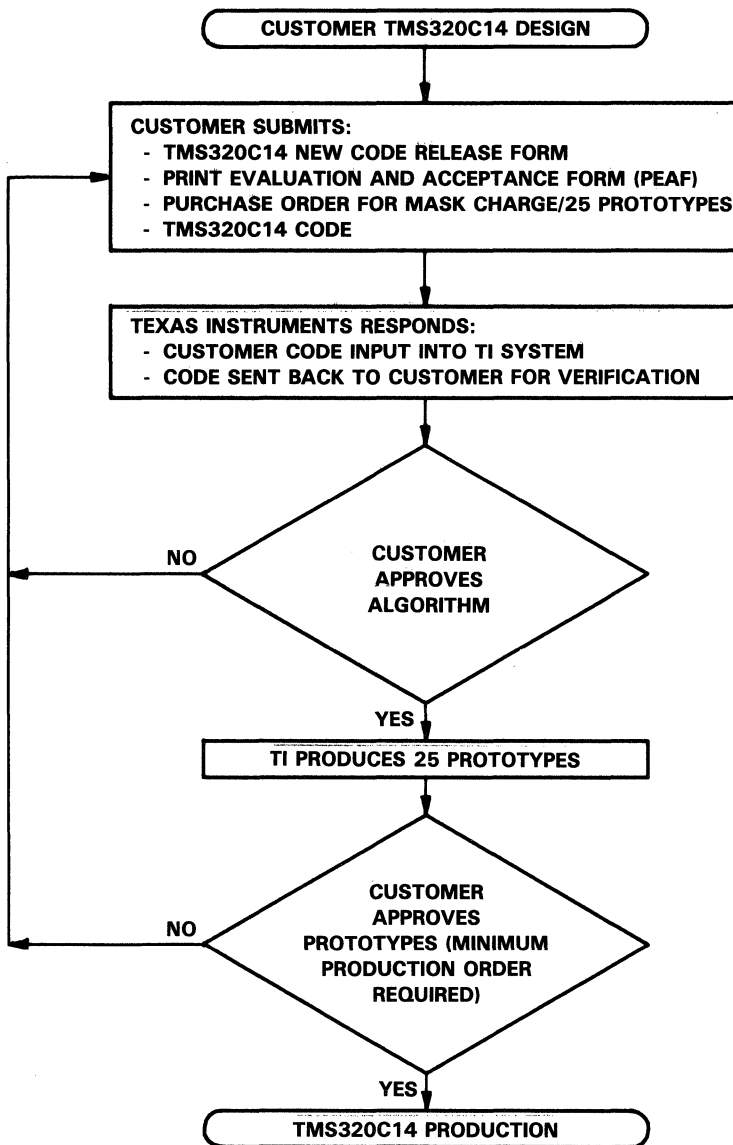 CUSTOMER TMS320C14 DESIGN
CUSTOMER SUBMITS:
- TMS320C14 NEW CODE RELEASE FORM
- PRINT EVALUATION AND ACCEPTANCE FORM (PEAF)
- PURCHASE ORDER FOR MASK CHARGE/25 PROTOTYPES
- TMS320C14 CODE
TEXAS INSTRUMENTS RESPONDS:
- CUSTOMER CODE INPUT INTO TI SYSTEM
- CODE SENT BACK TO CUSTOMER FOR VERIFICATION
NO
CUSTOMER
APPROVES
ALGORITHM
YES
TI PRODUCES 25 PROTOTYPES
NO
CUSTOMER
APPROVES
PROTOTYPES (MINIMUM
PRODUCTION ORDER
REQUIRED)
YES
TMS320C14 PRODUCTION